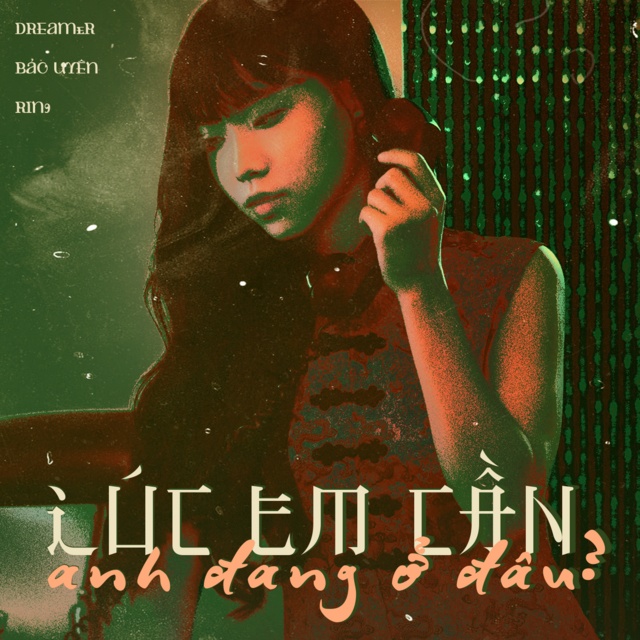 DREAMeR
BẢO UYÊN
RIN9
LÚC EM CẦN
anh đang ở đâu?